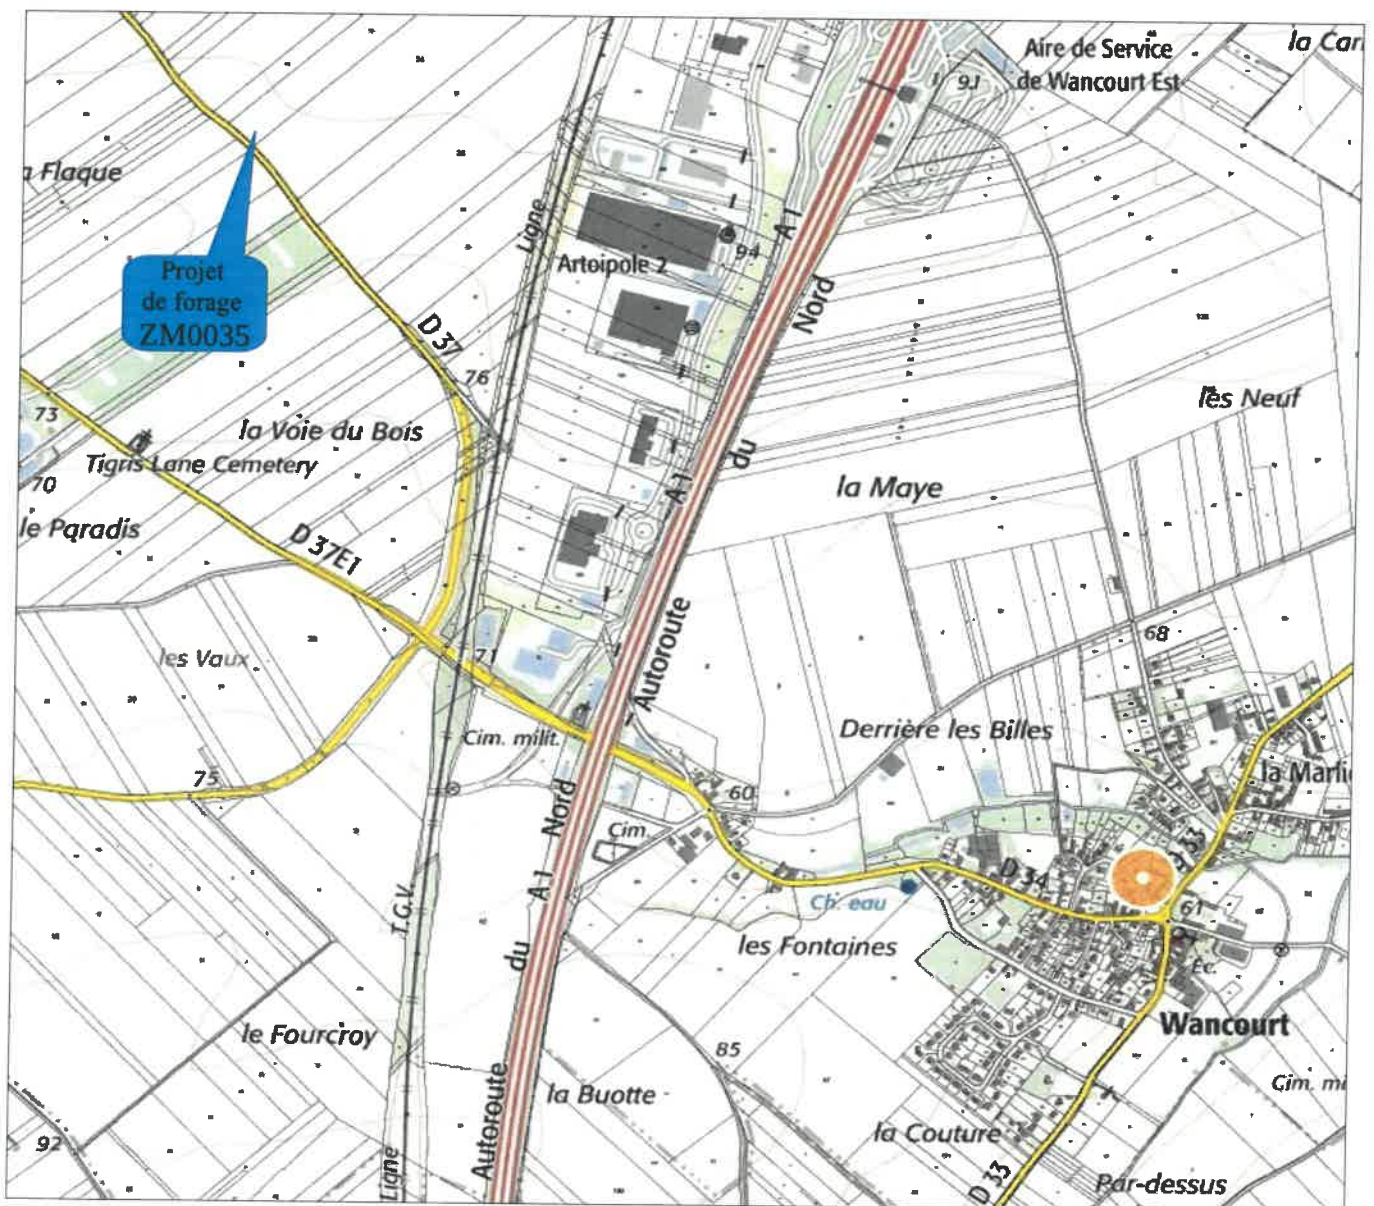 Aire de Service
de Wancourt Est
la Car
91
a Flaque
Ligne
A 1
Artoipole 2
94
Projet
de forage
ZM0035
Nord
D 37
76
73
la Voie du Bois
les Neuf
Tigris Lane Cemetery
du
70
A 1
la Maye
le Paradis
D 37E1
68
les Vaux
71
Autoroute
Derrière les Billes
Cim. milit.
la Marliè
75
60
Nord
Cim.
D 33
D 34
A 1
Ch. eau
61
T.G.V.
les Fontaines
du
Éc.
Wancourt
le Fourciroy
85
Cim. mi
la Buotte
Autoroute
la Couture
92
Ligne
D 33
Par-dessus